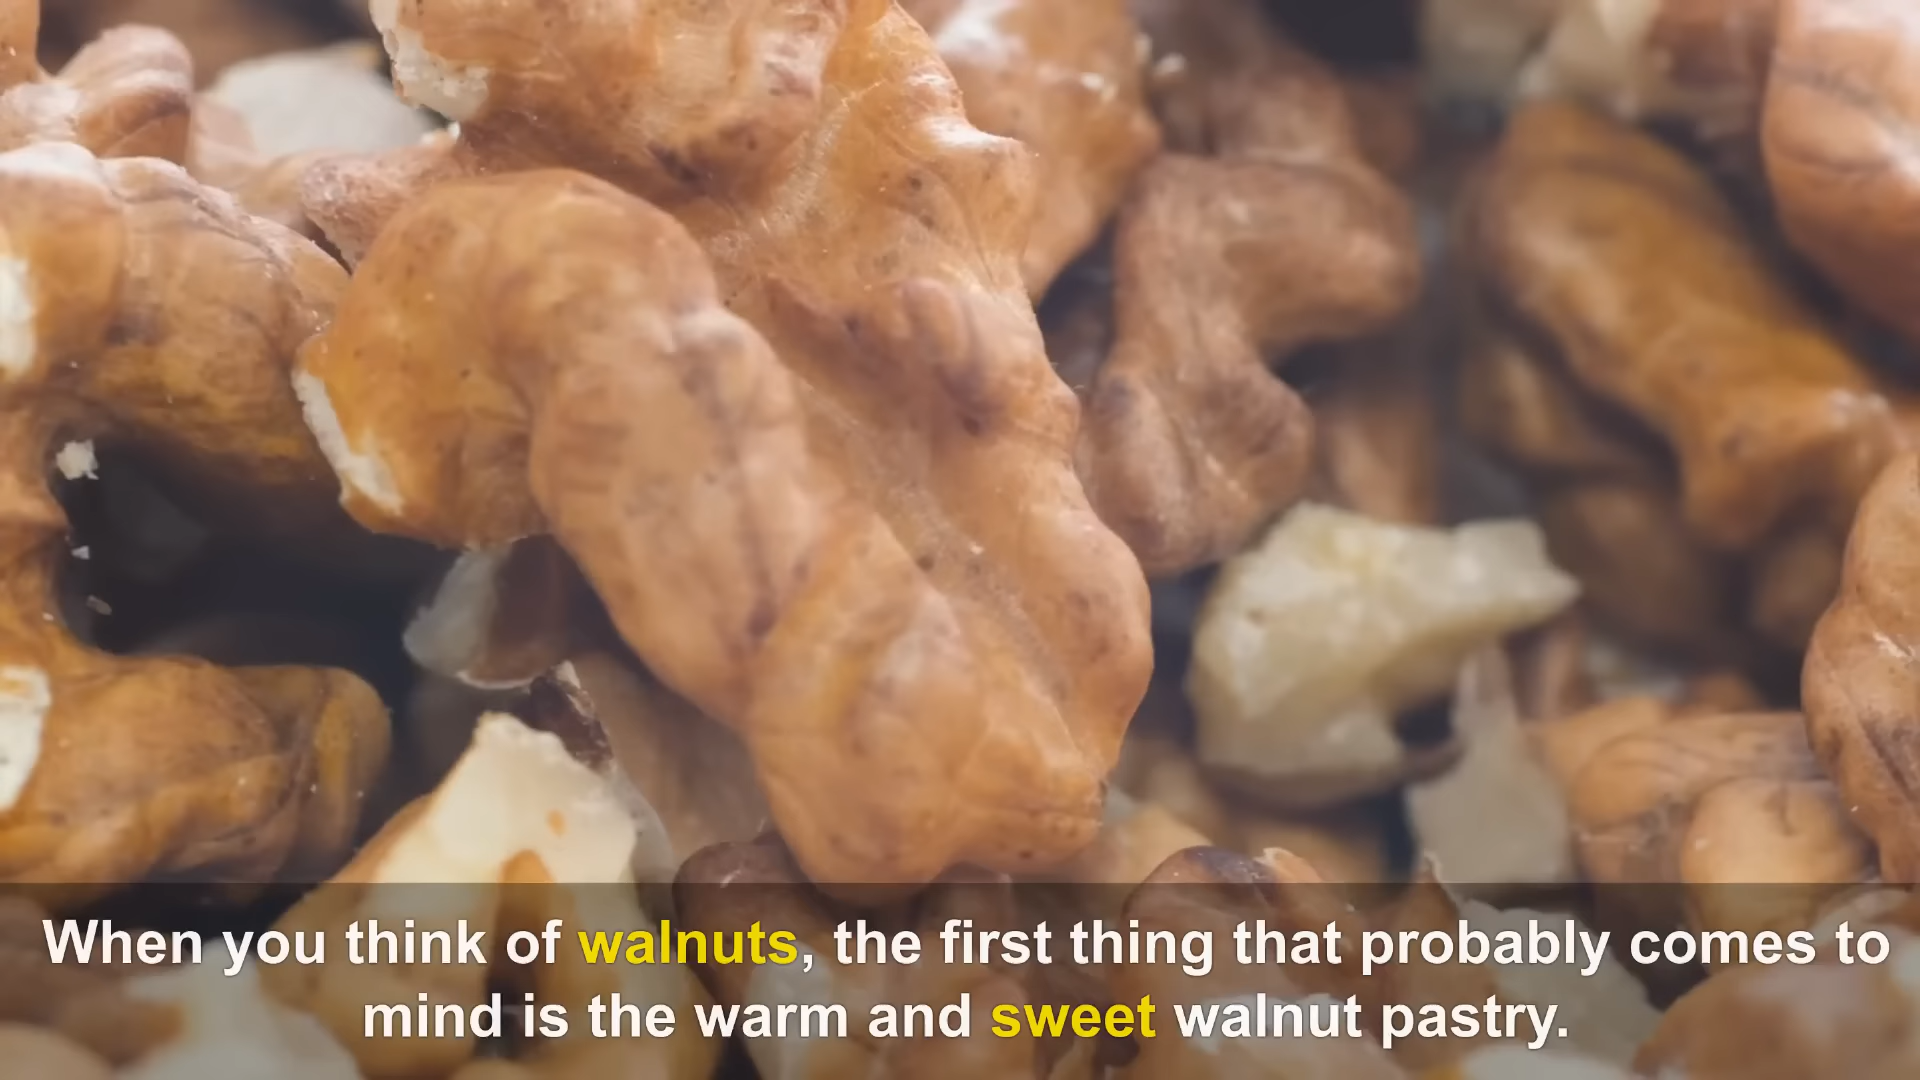 When you think of walnuts, the first thing that probably comes to
mind is the warm and sweet walnut pastry.